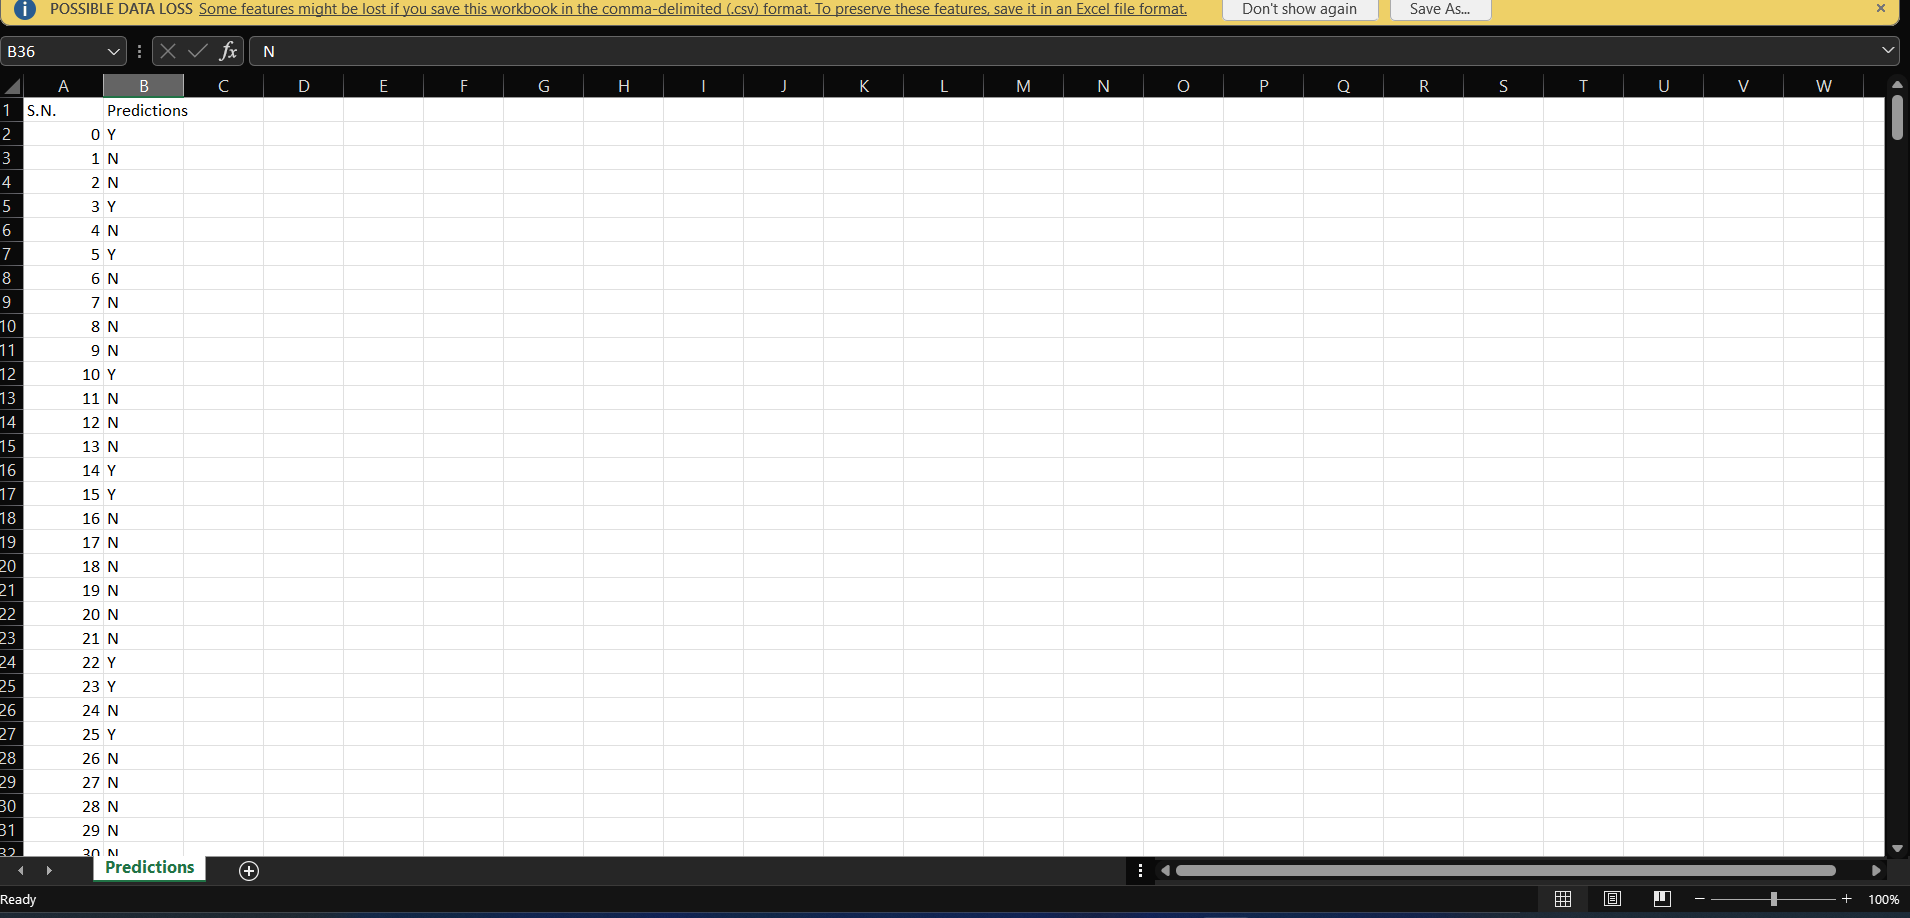 POSSIBLE DATA LOSS Some features might be lost if you save this workbook in the comma-delimited (.csv) format. To preserve these features, save it in an Excel file format. Don't show again Save As...
B36 fx N
A B C D E F G H I J K L M N O P Q R S T U V W
1 S.N. Predictions
2 0 Y
3 1 N
4 2 N
5 3 Y
6 4 N
7 5 Y
8 6 N
9 7 N
10 8 N
11 9 N
12 10 Y
13 11 N
14 12 N
15 13 N
16 14 Y
17 15 Y
18 16 N
19 17 N
20 18 N
21 19 N
22 20 N
23 21 N
24 22 Y
25 23 Y
26 24 N
27 25 Y
28 26 N
29 27 N
30 28 N
31 29 N
32 30 N
Predictions
Ready 100%